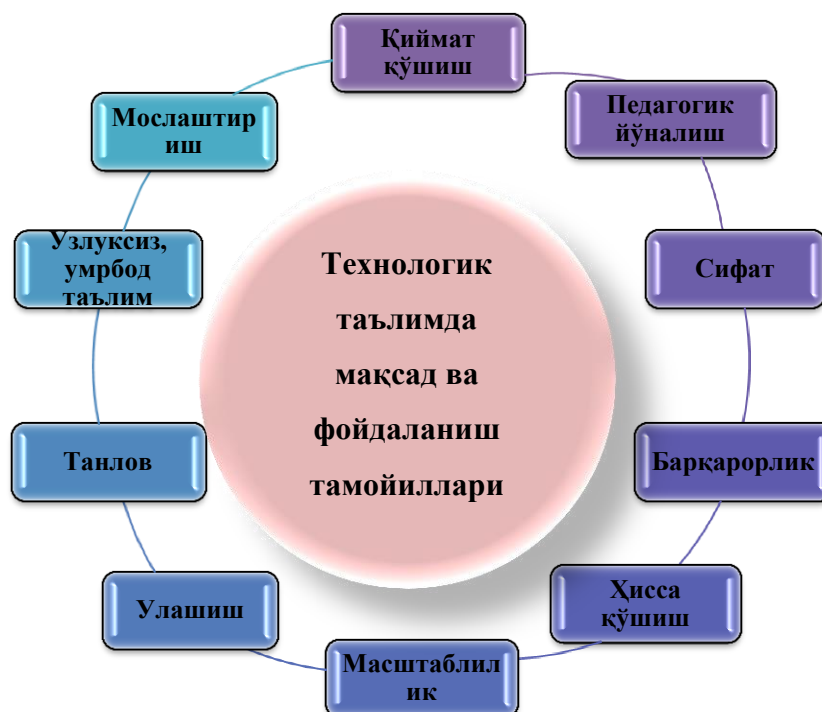 Қиймат
қўшиш
Педагогик
йўналиш
Сифат
Барқарорлик
Ҳисса
қўшиш
Масштаблил
ик
Улашиш
Танлов
Узлуксиз,
умрбод
таълим
Мослаштир
иш
Технологик
таълимда
мақсад ва
фойдаланиш
тамойиллари